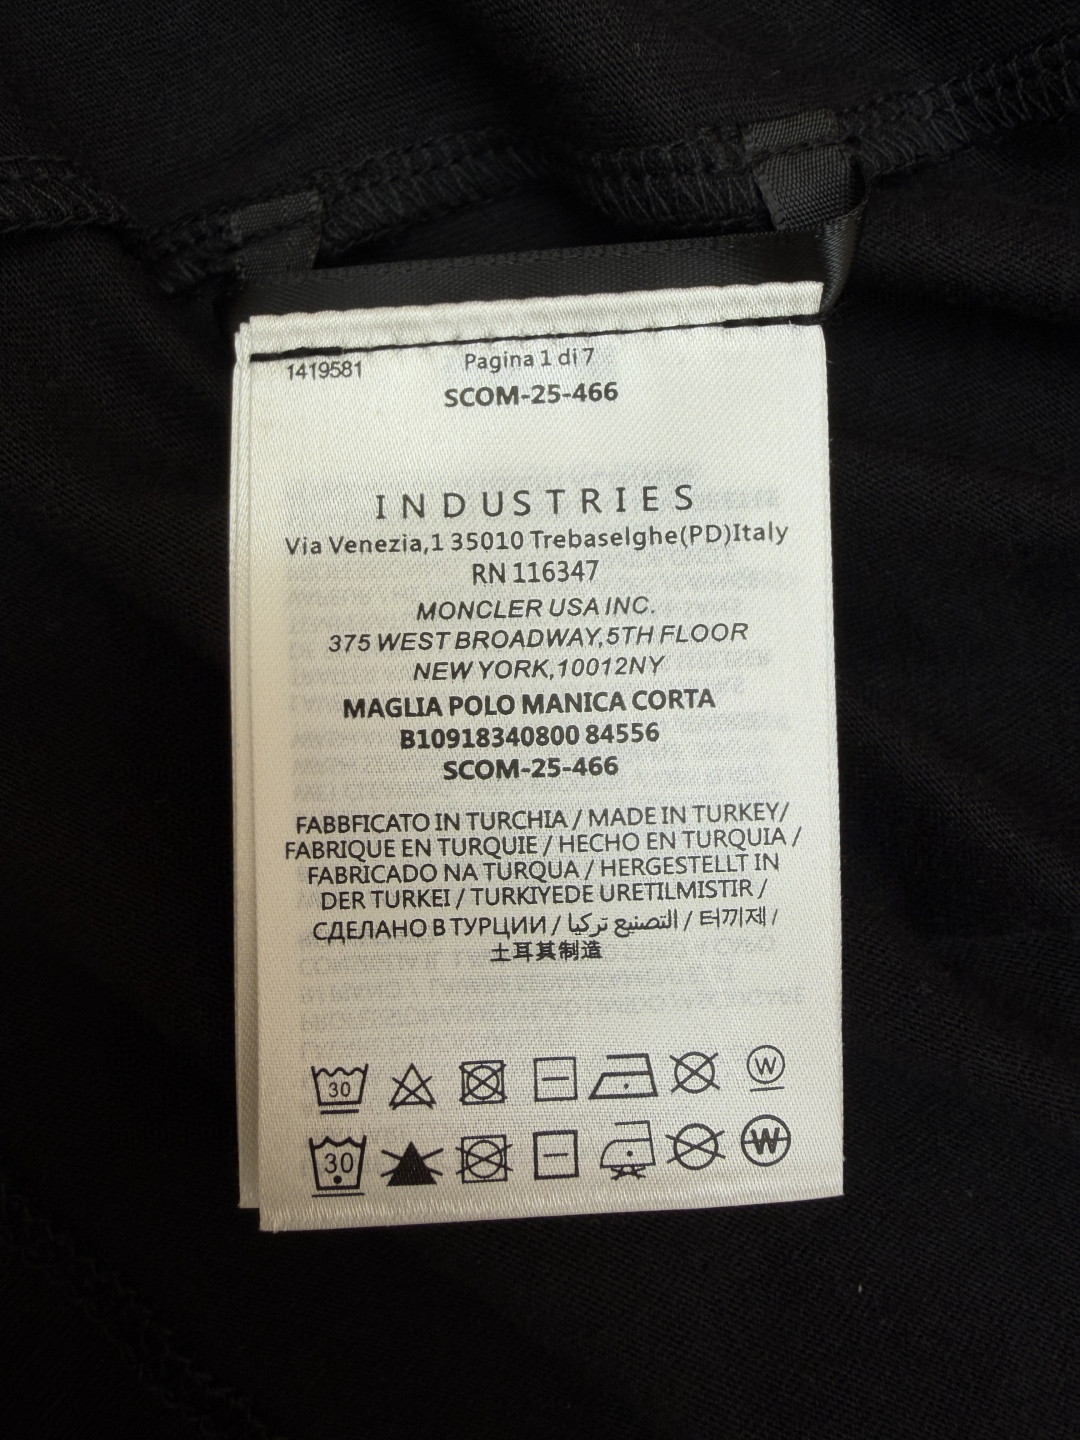 1419581
Pagina 1 di 7
SCOM-25-466
INDUSTRIES
Via Venezia,1 35010 Trebaselghe(PD)Italy
RN 116347
MONCLER USA INC.
375 WEST BROADWAY,5TH FLOOR
NEW YORK,10012NY
MAGLIA POLO MANICA CORTA
B10918340800 84556
SCOM-25-466
FABBFICATO IN TURCHIA / MADE IN TURKEY/
FABRIQUE EN TURQUIE / HECHO EN TURQUIA /
FABRICADO NA TURQUA / HERGESTELLT IN
DER TURKEI / TURKIYEDE URETILMISTIR /
СДЕЛАНО В ТУРЦИИ / التصنيع تركيا / 터끼제 /
土耳其制造
30 W
30 W